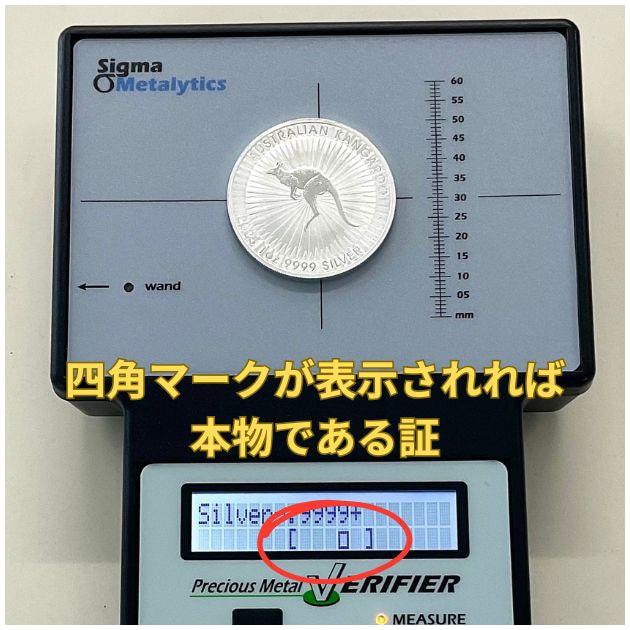 Sigma
Metalytics
AUSTRALIAN KANGAROO
1oz 9999 SILVER
60
55
50
45
40
35
30
25
20
15
10
05
mm
wand
四角マークが表示されれば
本物である証
Silver .9999+
[ □ ]
Precious Metal VERIFIER
MEASURE